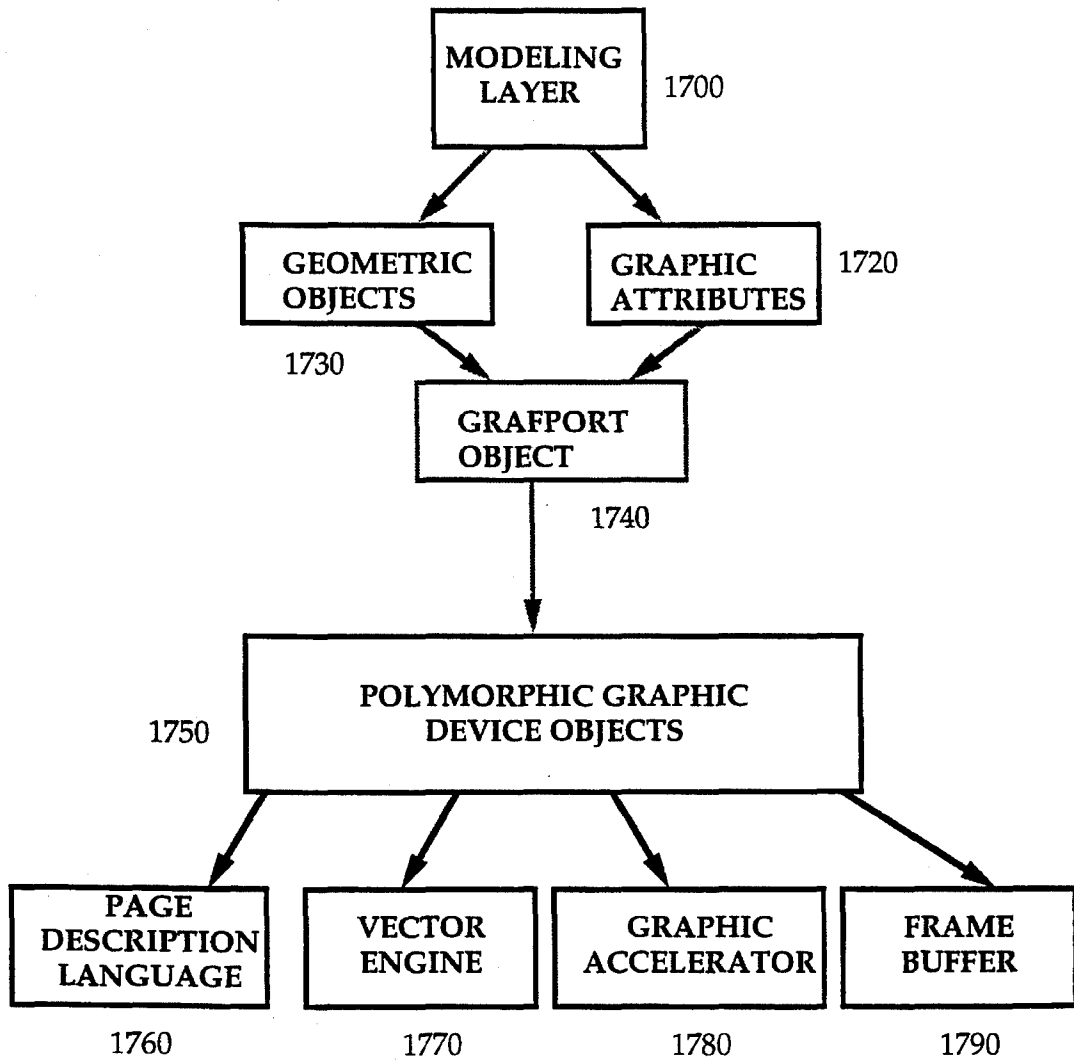 MODELING
LAYER
1700
GEOMETRIC
OBJECTS
GRAPHIC
ATTRIBUTES
1720
1730
GRAFPORT
OBJECT
1740
POLYMORPHIC GRAPHIC
DEVICE OBJECTS
1750
PAGE
DESCRIPTION
LANGUAGE
VECTOR
ENGINE
GRAPHIC
ACCELERATOR
FRAME
BUFFER
1760
1770
1780
1790